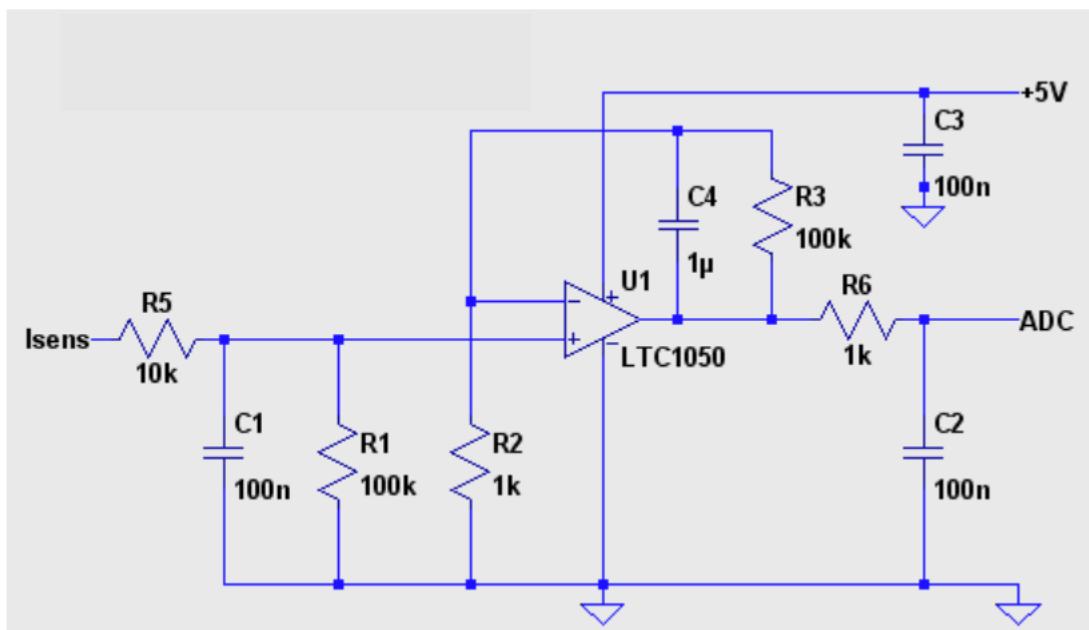 +5V
C3
100n
C4
1µ
R3
100k
U1
LTC1050
R6
1k
ADC
Isens
R5
10k
C1
100n
R1
100k
R2
1k
C2
100n